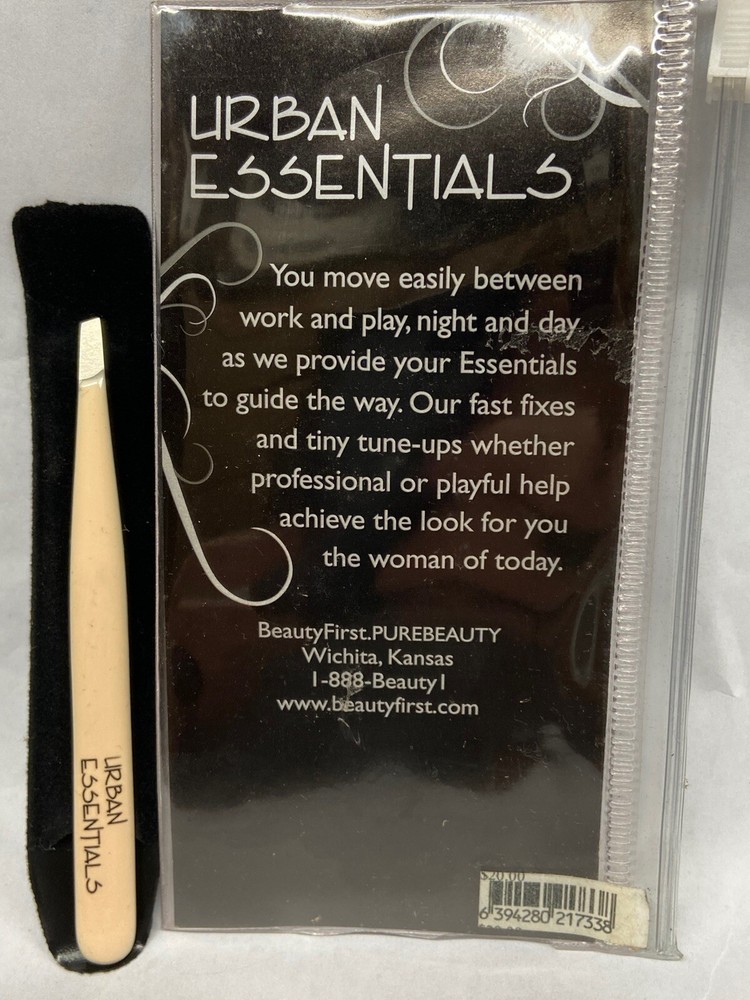 URBAN
ESSENTIALS
You move easily between
work and play, night and day
as we provide your Essentials
to guide the way. Our fast fixes
and tiny tune-ups whether
professional or playful help
achieve the look for you
the woman of today.
BeautyFirst.PUREBEAUTY
Wichita, Kansas
1-888-Beauty1
www.beautyfirst.com
URBAN
ESSENTIALS
$20.00
6 394280 217338